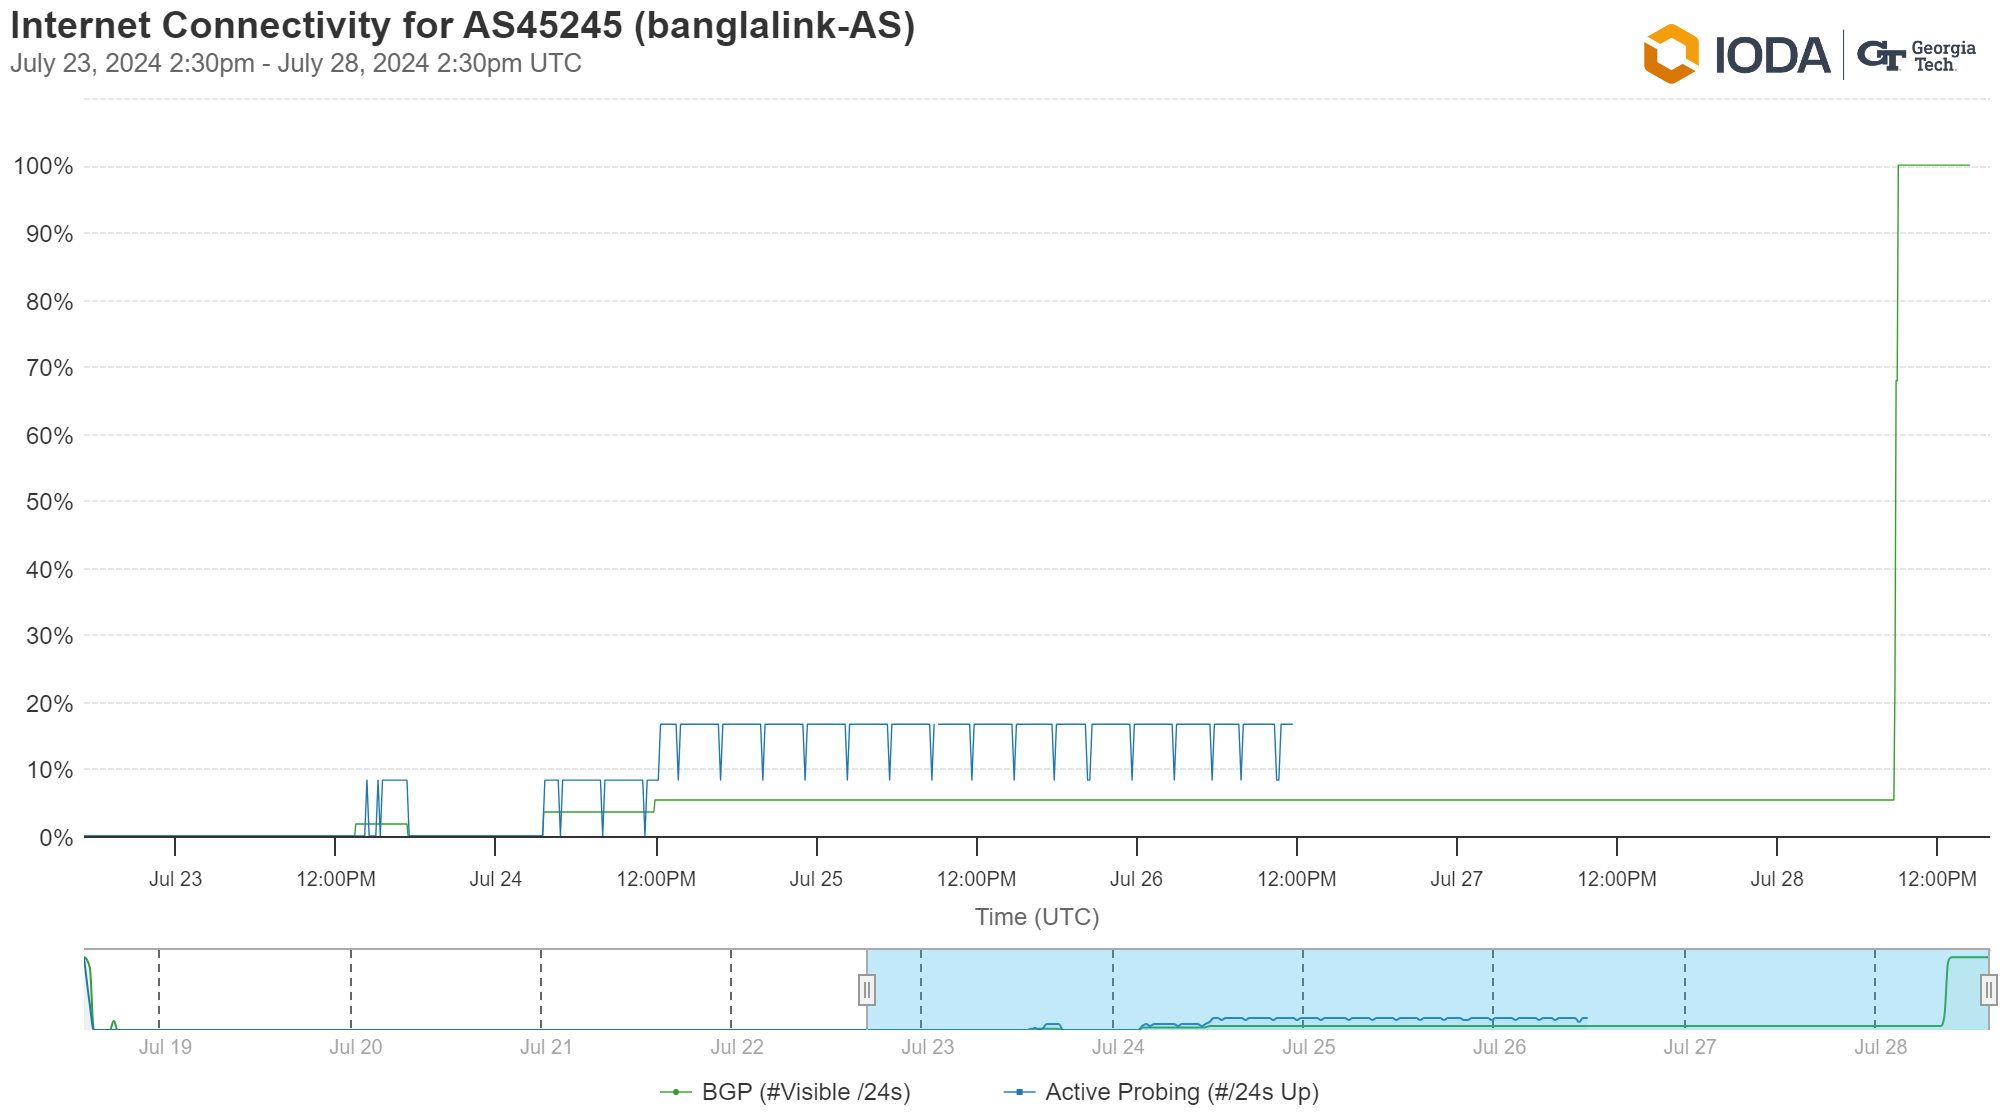 Internet Connectivity for AS45245 (banglalink-AS)
July 23, 2024 2:30pm - July 28, 2024 2:30pm UTC
IODA
GT Georgia
Tech
100%
90%
80%
70%
60%
50%
40%
30%
20%
10%
0%
Jul 23 12:00PM Jul 24 12:00PM Jul 25 12:00PM Jul 26 12:00PM Jul 27 12:00PM Jul 28 12:00PM
Time (UTC)
Jul 19 Jul 20 Jul 21 Jul 22 Jul 23 Jul 24 Jul 25 Jul 26 Jul 27 Jul 28
BGP (#Visible /24s) Active Probing (#/24s Up)